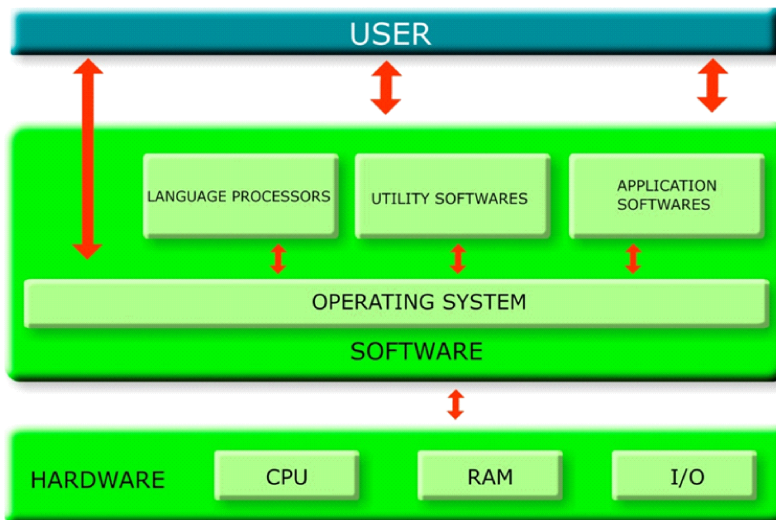 USER
LANGUAGE PROCESSORS
UTILITY SOFTWARES
APPLICATION
SOFTWARES
OPERATING SYSTEM
SOFTWARE
HARDWARE
CPU
RAM
I/O